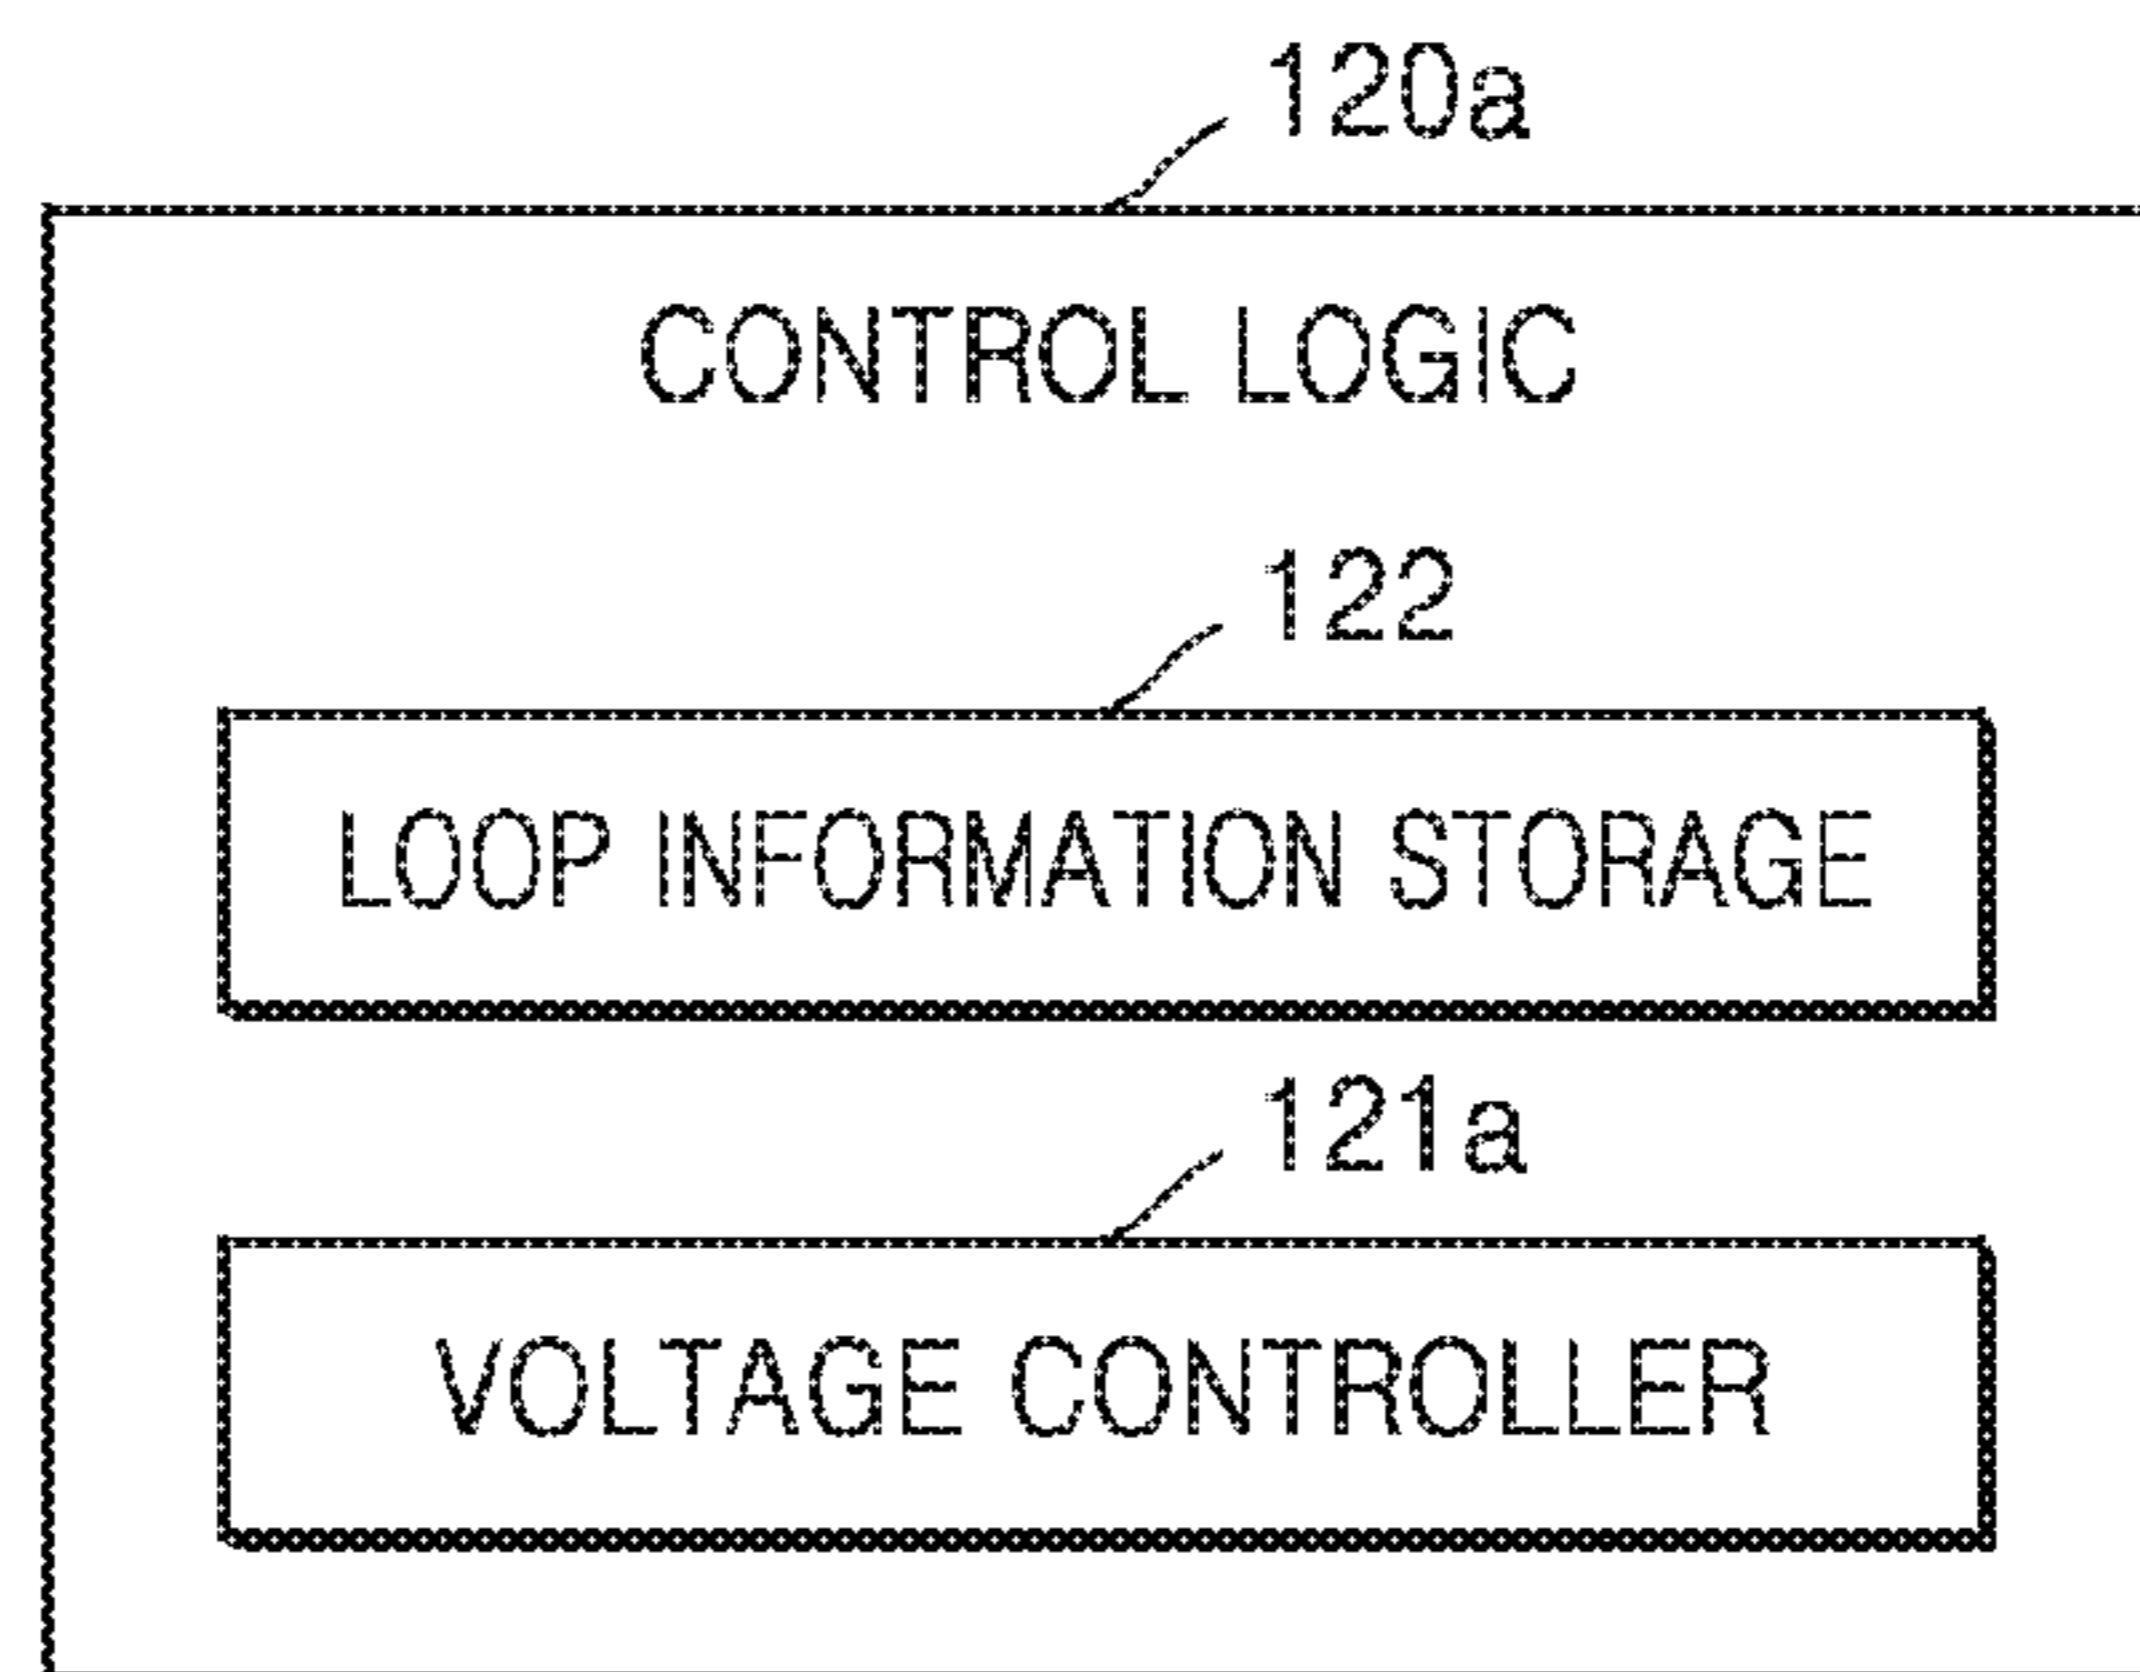 120a
CONTROL LOGIC
122
LOOP INFORMATION STORAGE
121a
VOLTAGE CONTROLLER